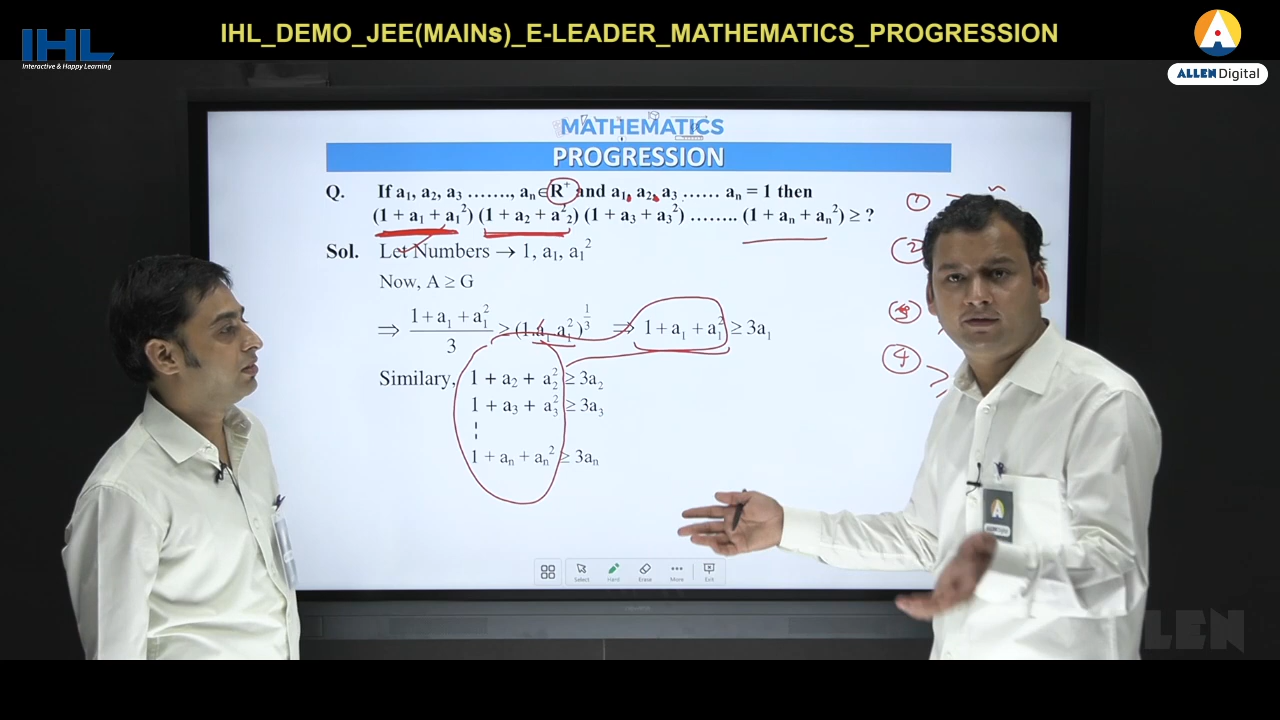 IHL_DEMO_JEE(MAINs)_E-LEADER_MATHEMATICS_PROGRESSION
IHL
Interactive & Happy Learning
ALLEN Digital
MATHEMATICS
PROGRESSION
Q. If a₁, a₂, a₃ ......., aₙ ∈ R⁺ and a₁, a₂, a₃ ...... aₙ = 1 then
(1 + a₁ + a₁²) (1 + a₂ + a²₂) (1 + a₃ + a₃²) ........ (1 + aₙ + aₙ²) ≥ ?
Sol. Let Numbers → 1, a₁, a₁²
Now, A ≥ G
⇒ (1 + a₁ + a₁²)/3 ≥ (1.a₁ a₁²)^(1/3) ⇒ 1 + a₁ + a₁² ≥ 3a₁
Similary, 1 + a₂ + a₂² ≥ 3a₂
1 + a₃ + a₃² ≥ 3a₃
1 + aₙ + aₙ² ≥ 3aₙ
1
2
3
4
Select Hard Erase More Exit
LEN